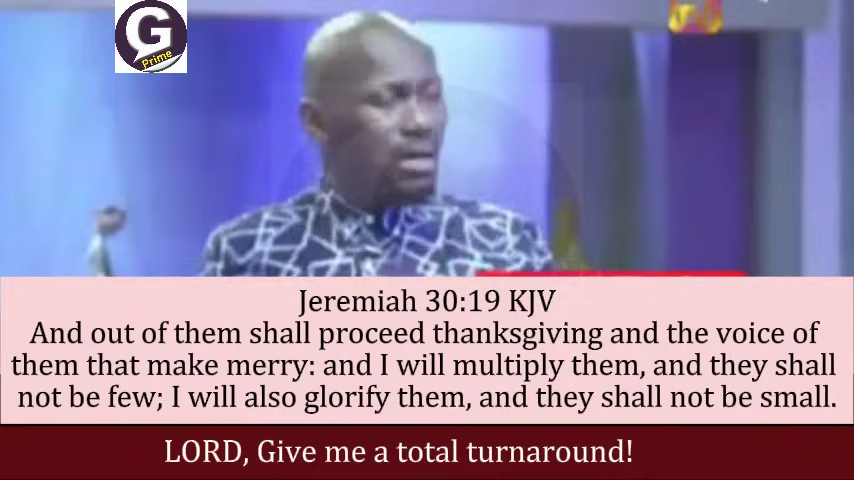 G
Prime
Jeremiah 30:19 KJV
And out of them shall proceed thanksgiving and the voice of
them that make merry: and I will multiply them, and they shall
not be few; I will also glorify them, and they shall not be small.
LORD, Give me a total turnaround!